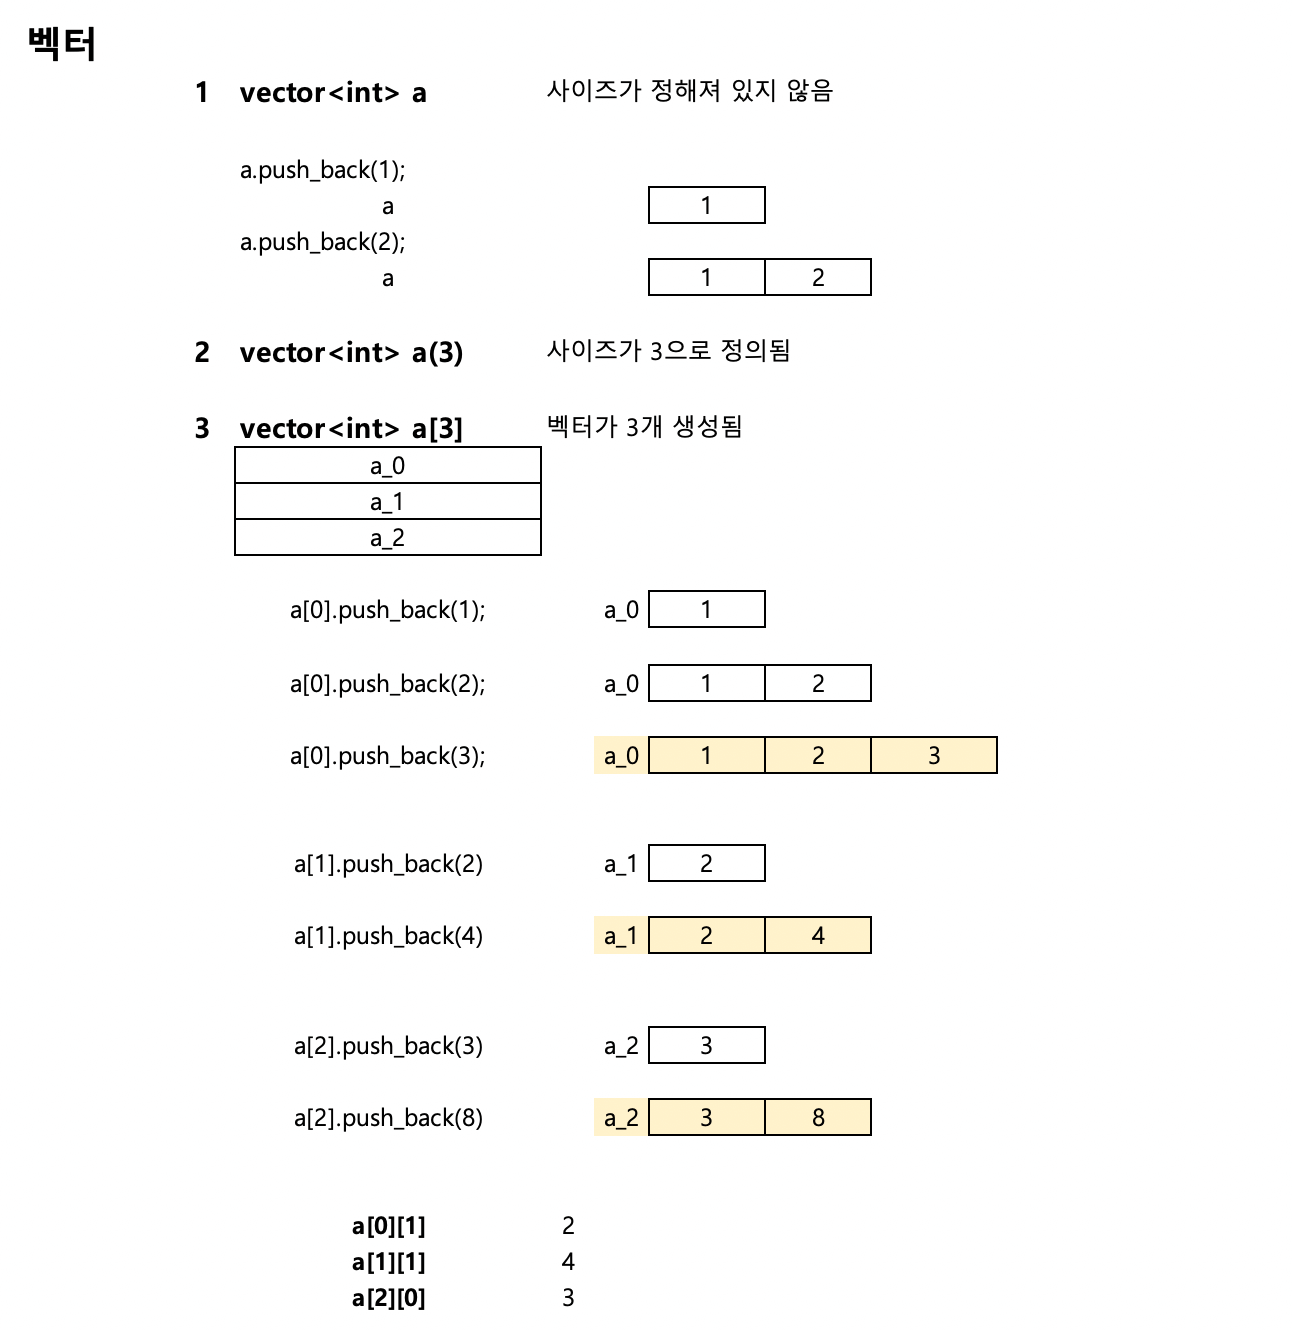 벡터
1 vector<int> a 사이즈가 정해져 있지 않음
a.push_back(1);
a 1
a.push_back(2);
a 1 2
2 vector<int> a(3) 사이즈가 3으로 정의됨
3 vector<int> a[3] 벡터가 3개 생성됨
a_0
a_1
a_2
a[0].push_back(1); a_0 1
a[0].push_back(2); a_0 1 2
a[0].push_back(3); a_0 1 2 3
a[1].push_back(2) a_1 2
a[1].push_back(4) a_1 2 4
a[2].push_back(3) a_2 3
a[2].push_back(8) a_2 3 8
a[0][1] 2
a[1][1] 4
a[2][0] 3